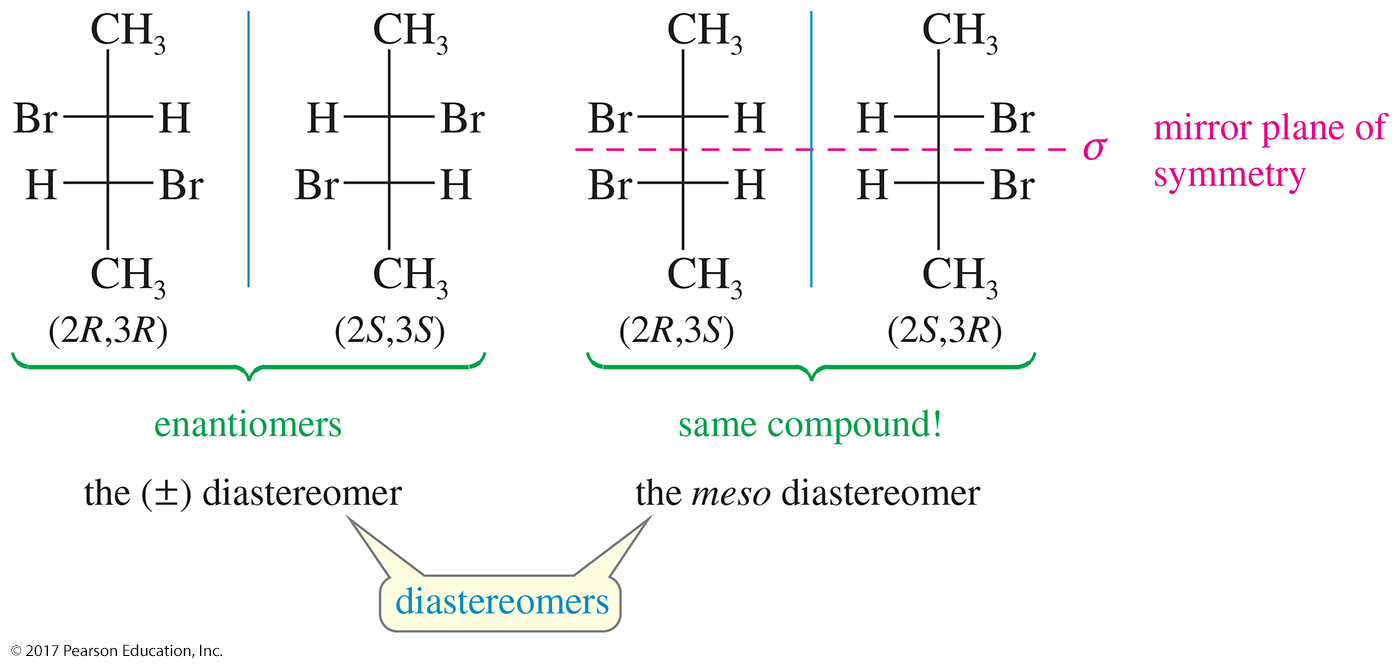 CH₃ CH₃ CH₃ CH₃
Br H H Br Br H H Br
σ mirror plane of
symmetry
H Br Br H Br H H Br
CH₃ CH₃ CH₃ CH₃
(2R,3R) (2S,3S) (2R,3S) (2S,3R)
enantiomers same compound!
the (±) diastereomer the meso diastereomer
diastereomers
© 2017 Pearson Education, Inc.